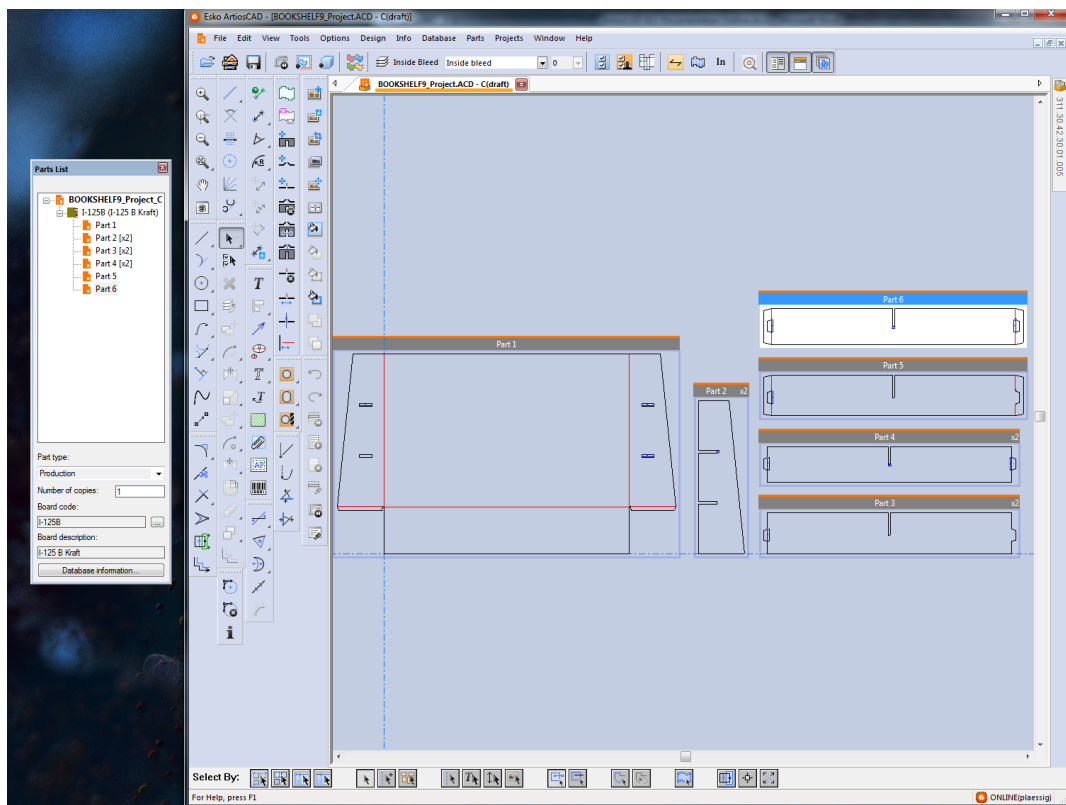 Esko ArtiosCAD - [BOOKSHELF9_Project.ACD - C(draft)]
File Edit View Tools Options Design Info Database Parts Projects Window Help
Inside Bleed Inside bleed 0 In
BOOKSHELF9_Project.ACD - C(draft)
311.30.42.30.01.005
Parts List
BOOKSHELF9_Project_C
I-125B (I-125 B Kraft)
Part 1
Part 2 [x2]
Part 3 [x2]
Part 4 [x2]
Part 5
Part 6
Part type:
Production
Number of copies: 1
Board code:
I-125B ...
Board description:
I-125 B Kraft
Database information...
Part 6
Part 1
Part 5
Part 2 x2
Part 4 x2
Part 3 x2
Select By:
For Help, press F1
ONLINE(plaessig)